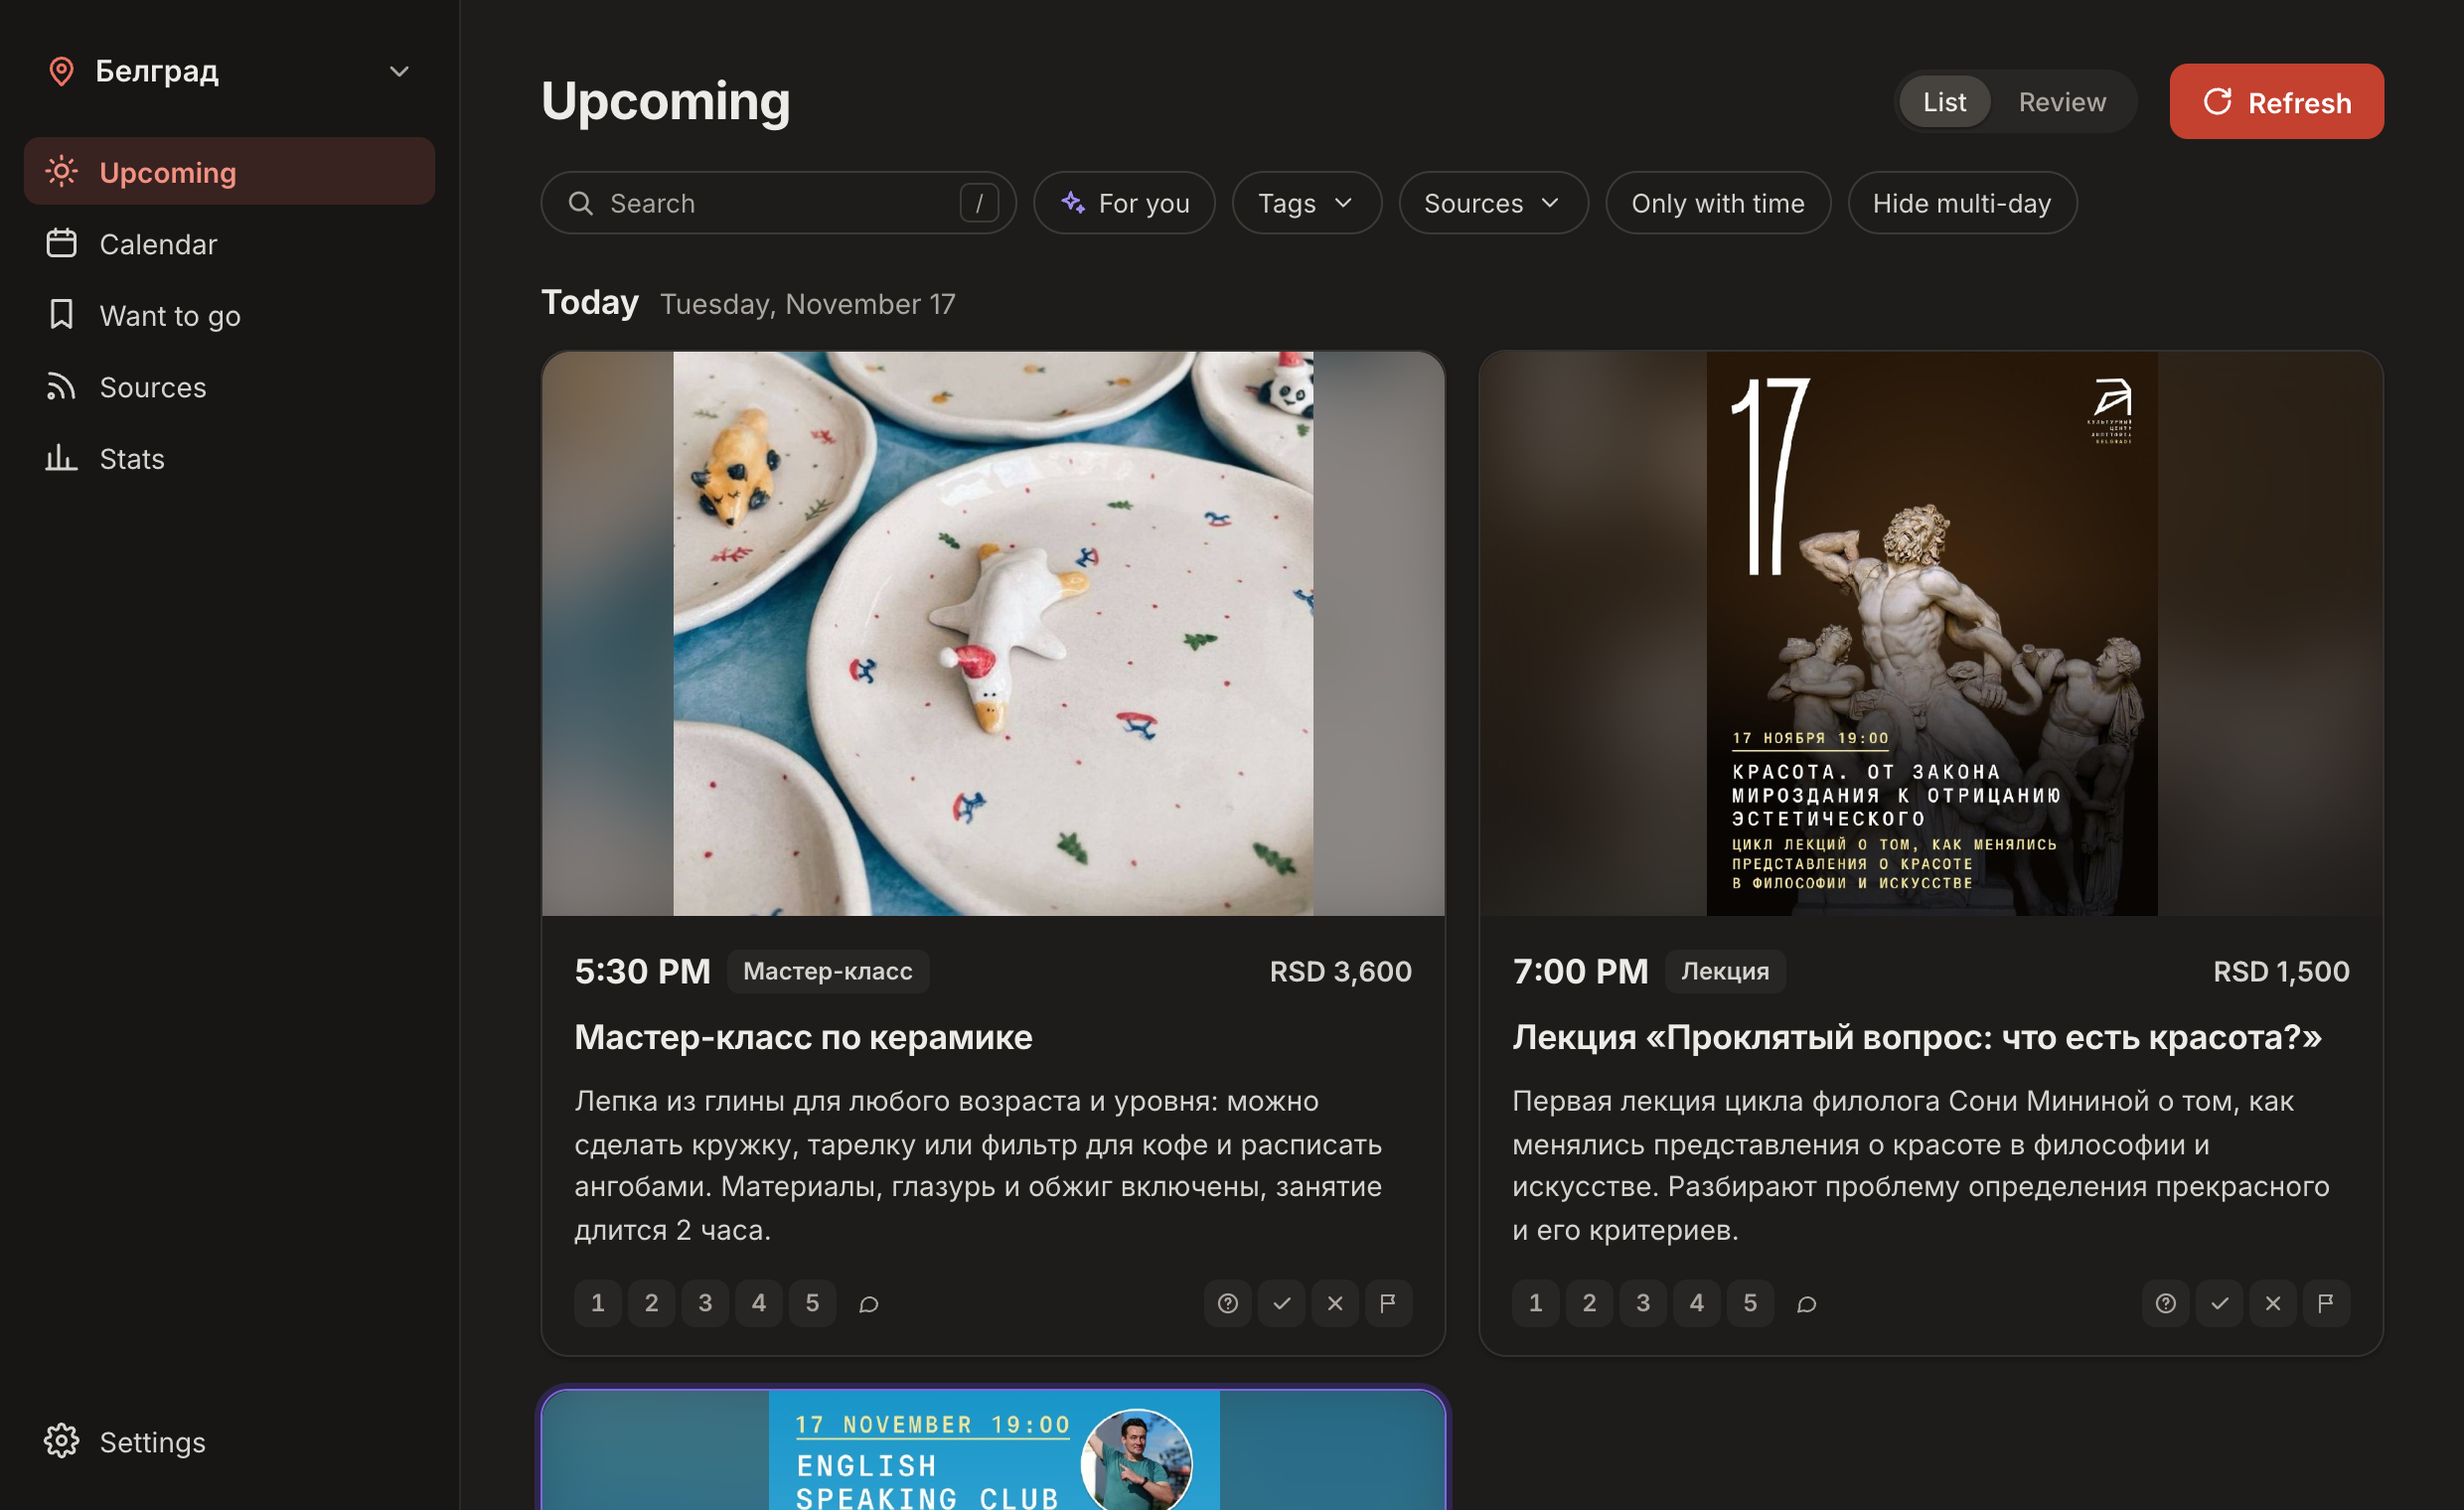 Белград
Upcoming
Calendar
Want to go
Sources
Stats
Settings
Upcoming
List
Review
Refresh
Search
/
For you
Tags
Sources
Only with time
Hide multi-day
Today
Tuesday, November 17
5:30 PM
Мастер-класс
RSD 3,600
Мастер-класс по керамике
Лепка из глины для любого возраста и уровня: можно
сделать кружку, тарелку или фильтр для кофе и расписать
ангобами. Материалы, глазурь и обжиг включены, занятие
длится 2 часа.
1 2 3 4 5
17
17 НОЯБРЯ 19:00
КРАСОТА. ОТ ЗАКОНА
МИРОЗДАНИЯ К ОТРИЦАНИЮ
ЭСТЕТИЧЕСКОГО
ЦИКЛ ЛЕКЦИЙ О ТОМ, КАК МЕНЯЛИСЬ
ПРЕДСТАВЛЕНИЯ О КРАСОТЕ
В ФИЛОСОФИИ И ИСКУССТВЕ
7:00 PM
Лекция
RSD 1,500
Лекция «Проклятый вопрос: что есть красота?»
Первая лекция цикла филолога Сони Мининой о том, как
менялись представления о красоте в философии и
искусстве. Разбирают проблему определения прекрасного
и его критериев.
1 2 3 4 5
17 NOVEMBER 19:00
ENGLISH
SPEAKING CLUB